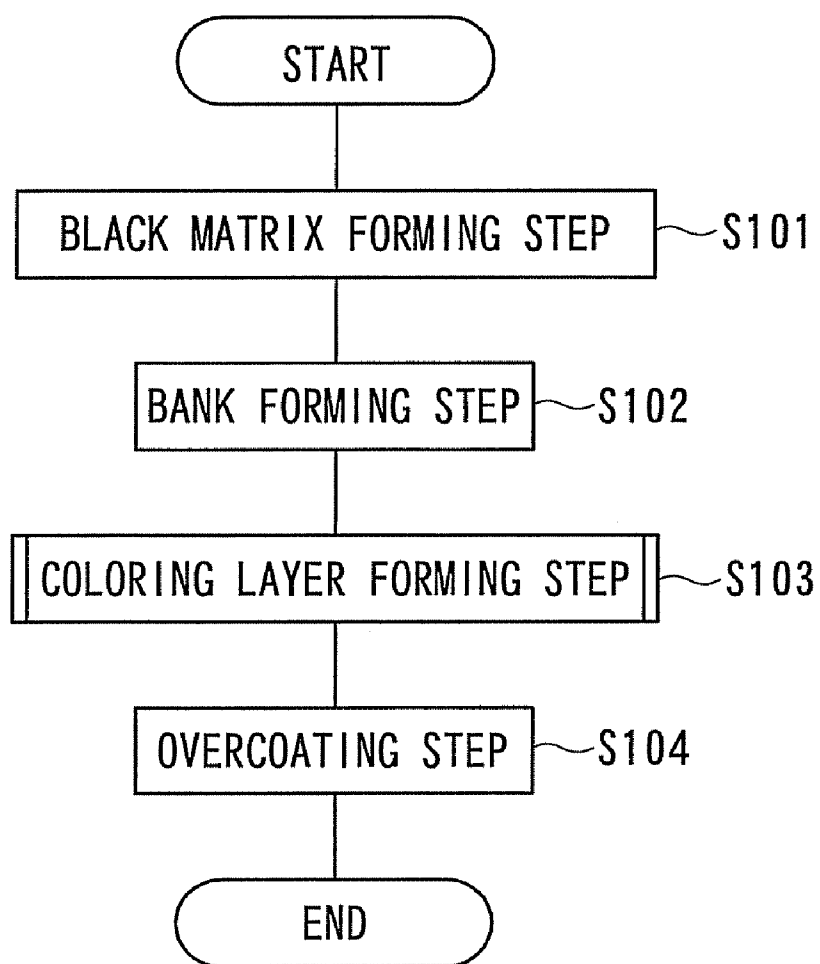 START
BLACK MATRIX FORMING STEP S101
BANK FORMING STEP S102
COLORING LAYER FORMING STEP S103
OVERCOATING STEP S104
END